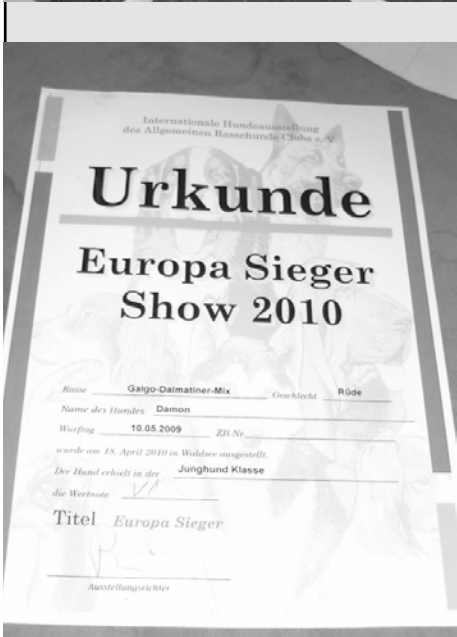 Internationale Hundeausstellung
des Allgemeinen Rassehunde Clubs e. V.
Urkunde
Europa Sieger
Show 2010
Rasse Galgo-Dalmatiner-Mix Geschlecht Rüde
Name des Hundes Damon
Wurftag 10.05.2009 ZB Nr.
wurde am 18. April 2010 in Waldsee ausgestellt.
Der Hund erhielt in der Junghund Klasse
die Wertnote V1
Titel Europa Sieger
Ausstellungsrichter